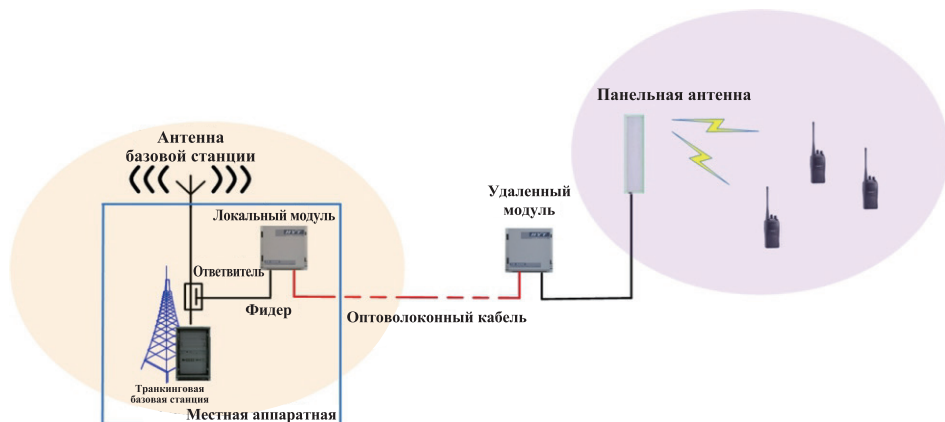 Панельная антенна
Антенна
базовой станции
Удаленный
модуль
Локальный модуль
Ответвитель
Фидер
Оптоволоконный кабель
Транкинговая
базовая станция
Местная аппаратная